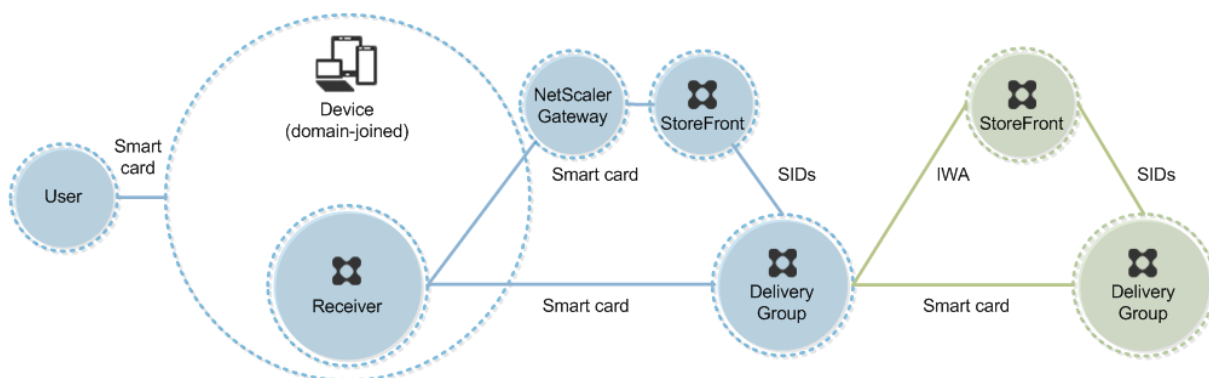 User
Smart
card
Device
(domain-joined)
Receiver
NetScaler
Gateway
StoreFront
Smart card
SIDs
Smart card
Delivery
Group
IWA
StoreFront
SIDs
Smart card
Delivery
Group